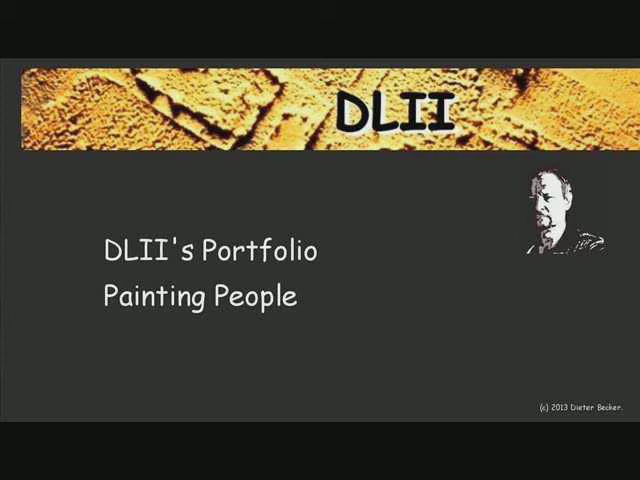 DLII
DLII's Portfolio
Painting People
(c) 2013 Dieter Becker.